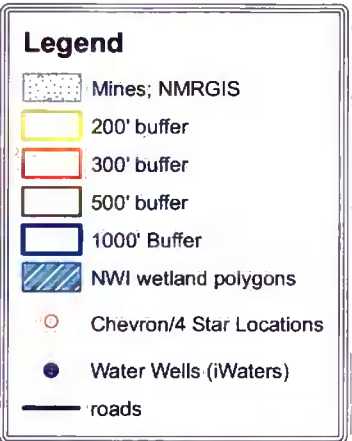 Legend
Mines; NMRGIS
200' buffer
300' buffer
500' buffer
1000' Buffer
NWI wetland polygons
Chevron/4 Star Locations
Water Wells (iWaters)
roads